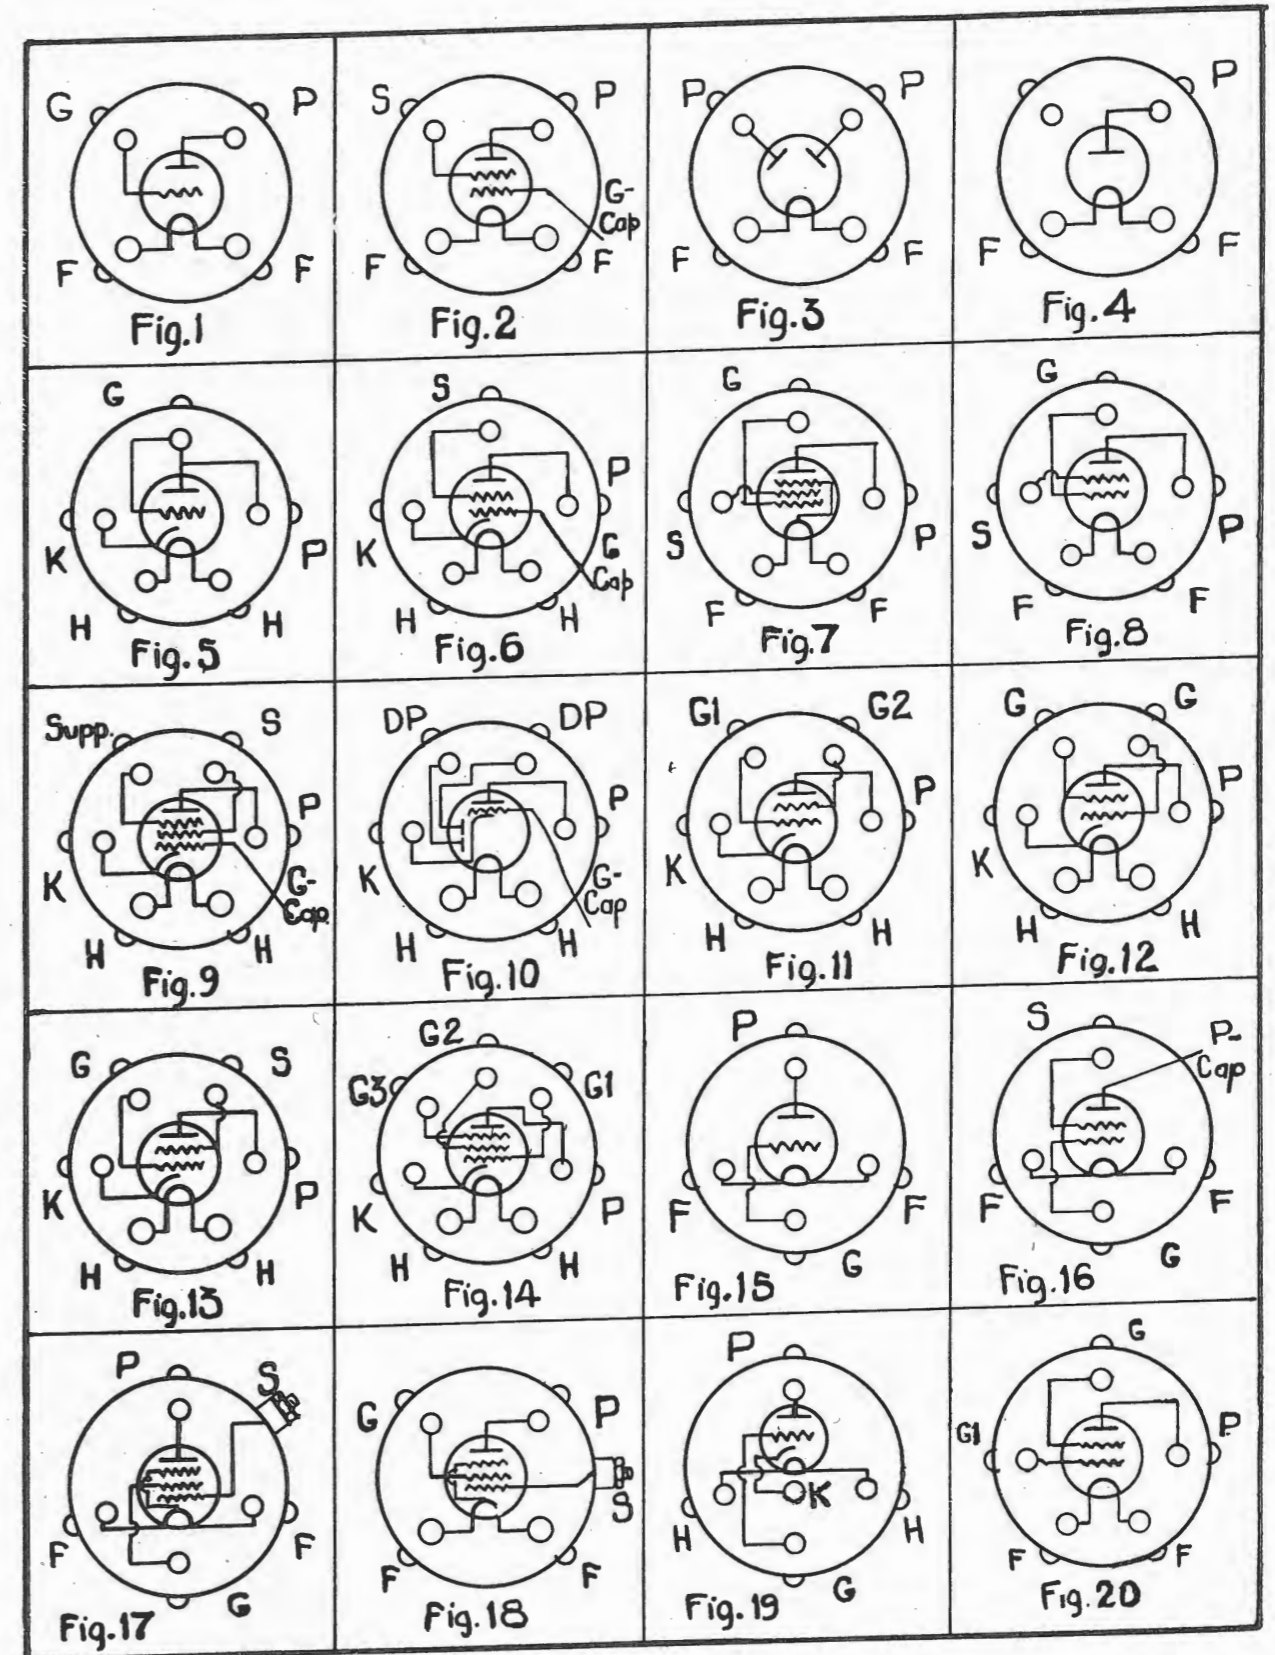 G P
F F
Fig.1
S P
G-
Cap
F F
Fig.2
P P
F F
Fig.3
P
F F
Fig.4
G
K P
H H
Fig.5
S
P
K G
Cap
H H
Fig.6
G
S P
F F
Fig.7
G
S P
F F
Fig.8
Supp. S
P
K G-
Cap
H H
Fig.9
DP DP
P
K G-
Cap
H H
Fig.10
G1 G2
P
K
H H
Fig.11
G G
P
K
H H
Fig.12
G S
K P
H H
Fig.13
G2
G3 G1
K P
H H
Fig.14
P
F F
G
Fig.15
S P-
Cap
F F
G
Fig.16
P S
F F
G
Fig.17
G P
S
F F
Fig.18
P
K
H H
G
Fig.19
G
G1 P
F F
Fig.20